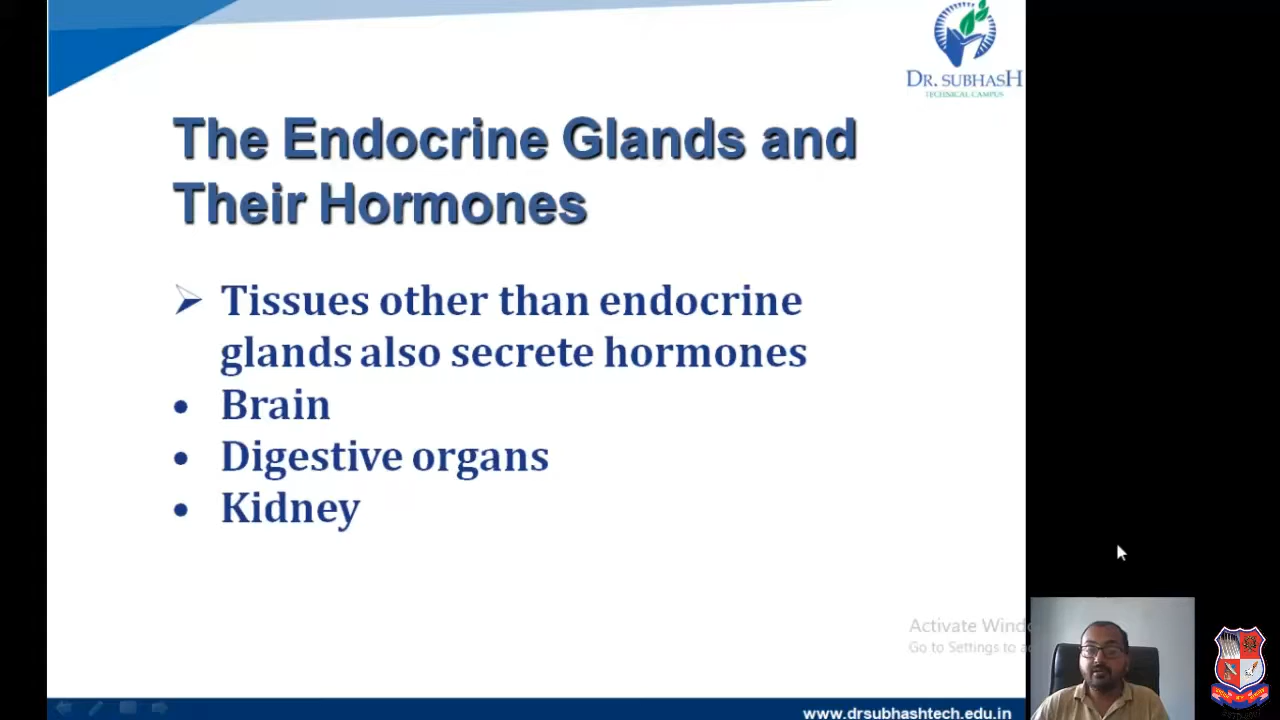 DR. SUBHASH
TECHNICAL CAMPUS
The Endocrine Glands and
Their Hormones
Tissues other than endocrine
glands also secrete hormones
• Brain
• Digestive organs
• Kidney
Activate Windo
Go to Settings to a
www.drsubhashtech.edu.in